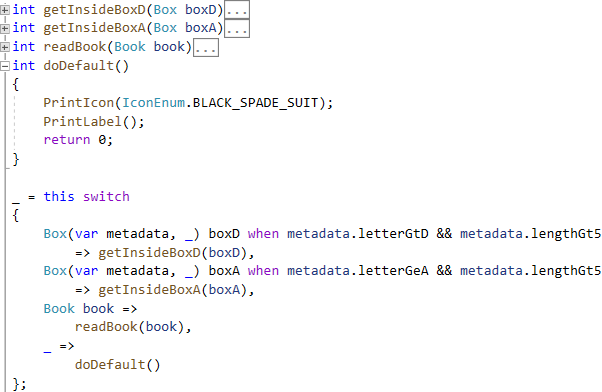 int getInsideBoxD(Box boxD)...
int getInsideBoxA(Box boxA)...
int readBook(Book book)...
int doDefault()
{
    PrintIcon(IconEnum.BLACK_SPADE_SUIT);
    PrintLabel();
    return 0;
}
_ = this switch
{
    Box(var metadata, _) boxD when metadata.letterGtD && metadata.lengthGt5
        => getInsideBoxD(boxD),
    Box(var metadata, _) boxA when metadata.letterGeA && metadata.lengthGt5
        => getInsideBoxA(boxA),
    Book book =>
        readBook(book),
    _ =>
        doDefault()
};